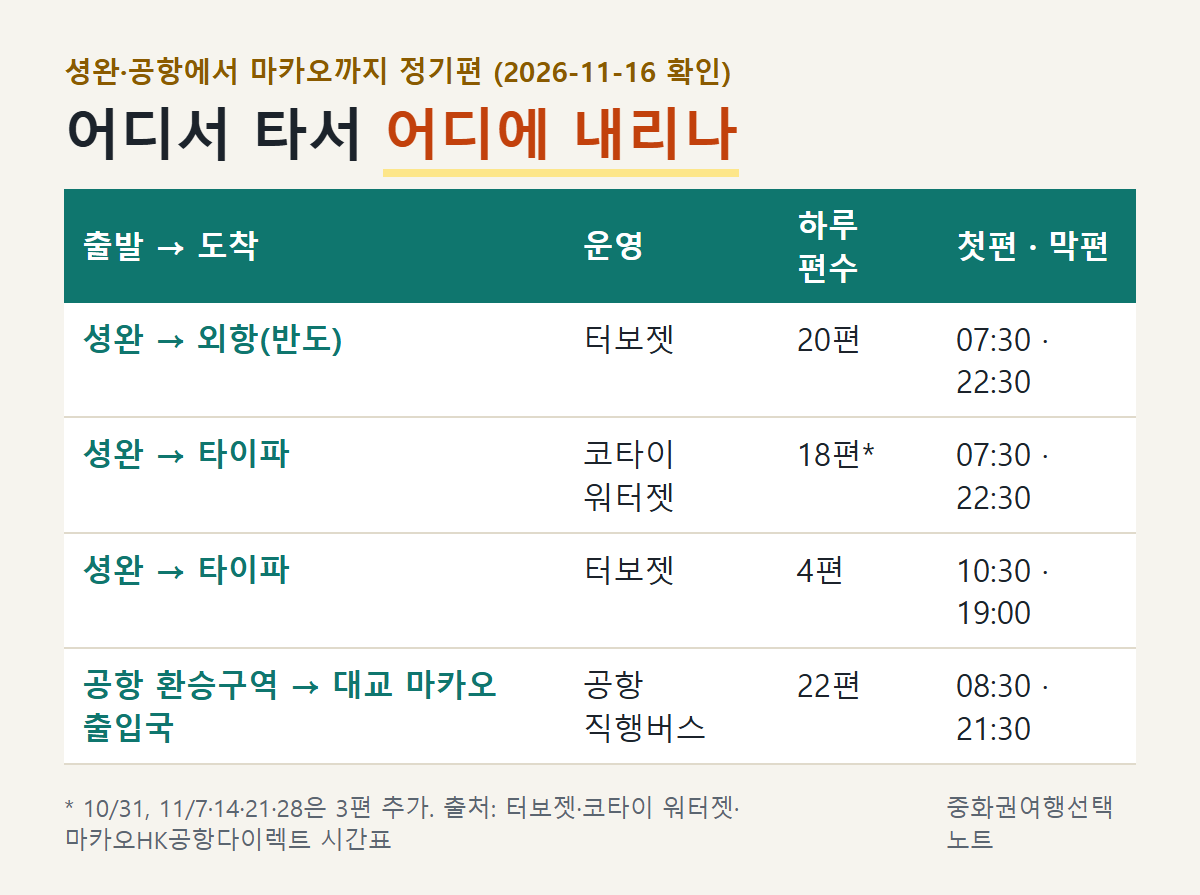 셩완·공항에서 마카오까지 정기편 (2026-11-16 확인)
어디서 타서 어디에 내리나
출발 → 도착
운영
하루
편수
첫편 · 막편
셩완 → 외항(반도)
터보젯
20편
07:30 ·
22:30
셩완 → 타이파
코타이
워터젯
18편*
07:30 ·
22:30
셩완 → 타이파
터보젯
4편
10:30 ·
19:00
공항 환승구역 → 대교 마카오
출입국
공항
직행버스
22편
08:30 ·
21:30
* 10/31, 11/7·14·21·28은 3편 추가. 출처: 터보젯·코타이 워터젯·
마카오HK공항다이렉트 시간표
중화권여행선택
노트